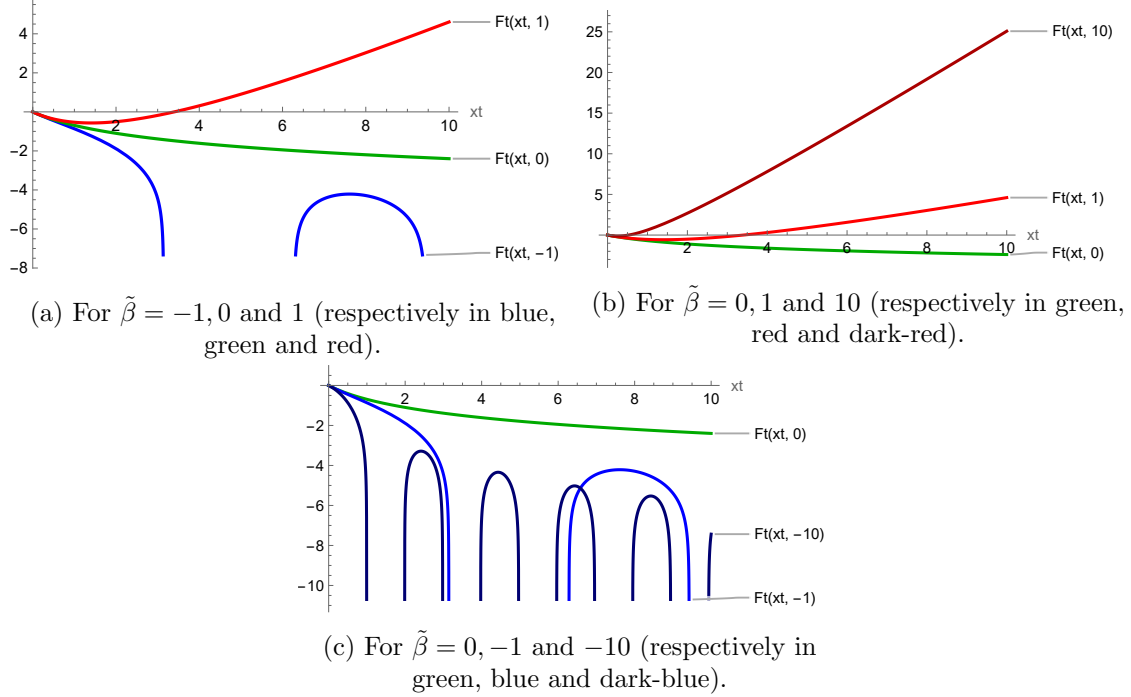 4
2
-2
-4
-6
-8
2
4
6
8
10
xt
Ft(xt, 1)
Ft(xt, 0)
Ft(xt, -1)
25
20
15
10
5
2
4
6
8
10
xt
Ft(xt, 10)
Ft(xt, 1)
Ft(xt, 0)
(a) For β̃ = −1, 0 and 1 (respectively in blue,
green and red).
(b) For β̃ = 0, 1 and 10 (respectively in green,
red and dark-red).
2
4
6
8
10
xt
-2
-4
-6
-8
-10
Ft(xt, 0)
Ft(xt, -10)
Ft(xt, -1)
(c) For β̃ = 0, −1 and −10 (respectively in
green, blue and dark-blue).